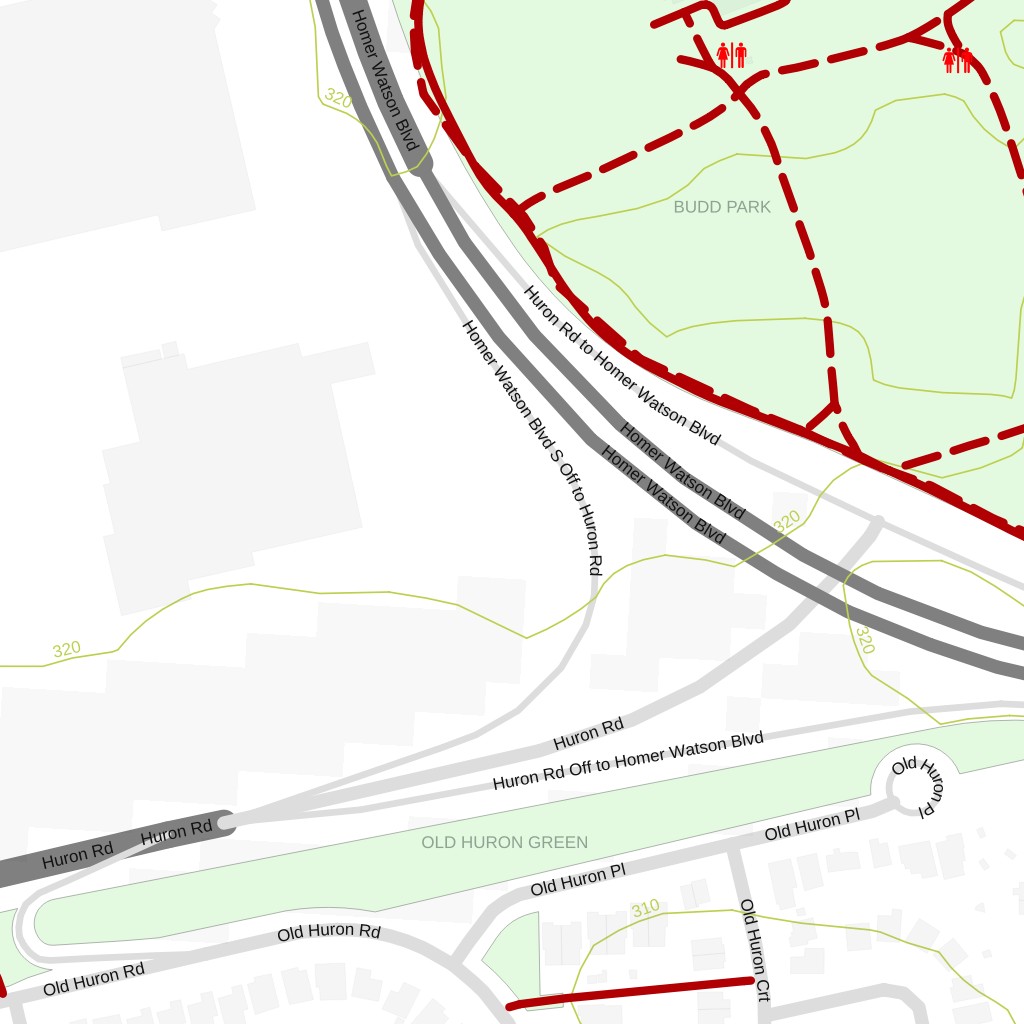 Homer Watson Blvd
320
BUDD PARK
Huron Rd to Homer Watson Blvd
Homer Watson Blvd S Off to Huron Rd
Homer Watson Blvd
Homer Watson Blvd
320
320
320
Huron Rd
Huron Rd Off to Homer Watson Blvd
Old Huron Pl
Huron Rd
Huron Rd
OLD HURON GREEN
Old Huron Pl
Old Huron Pl
310
Old Huron Rd
Old Huron Crt
Old Huron Rd